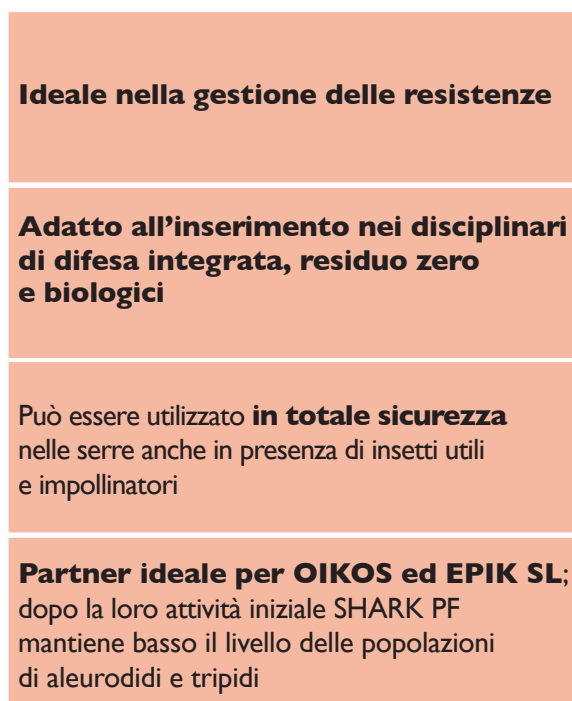 Ideale nella gestione delle resistenze
Adatto all’inserimento nei disciplinari
di difesa integrata, residuo zero
e biologici
Può essere utilizzato in totale sicurezza
nelle serre anche in presenza di insetti utili
e impollinatori
Partner ideale per OIKOS ed EPIK SL;
dopo la loro attività iniziale SHARK PF
mantiene basso il livello delle popolazioni
di aleurodidi e tripidi